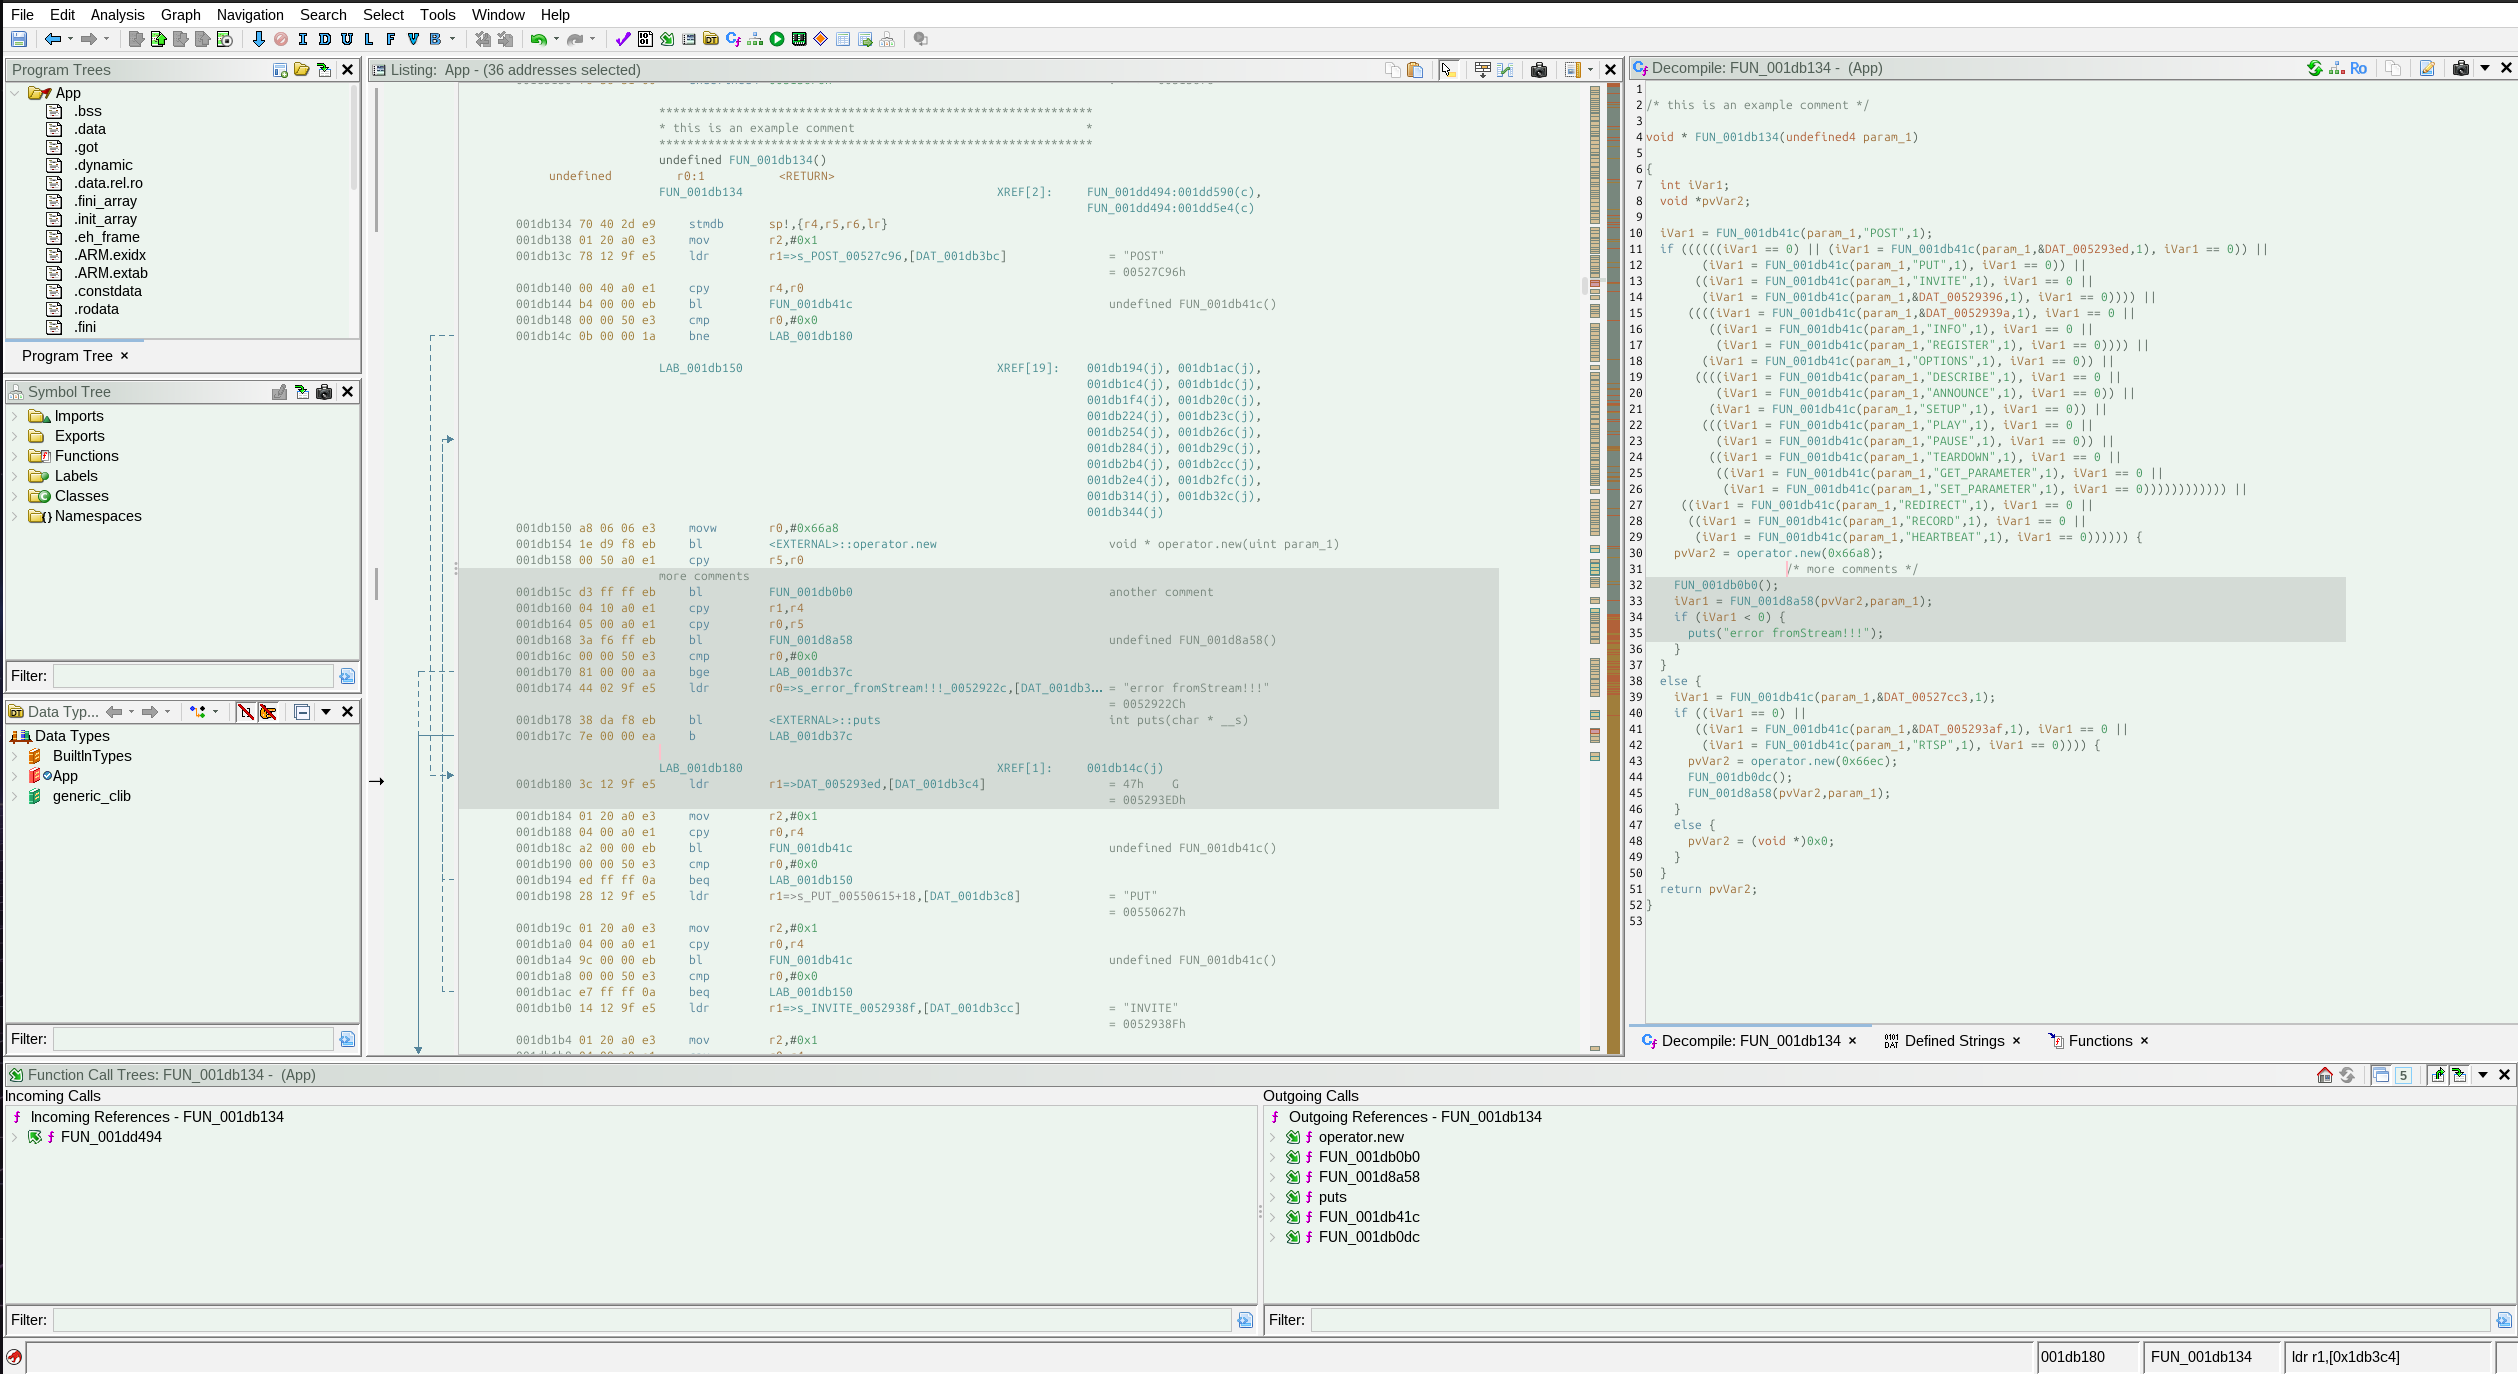 File Edit Analysis Graph Navigation Search Select Tools Window Help
I D U L F V B
Program Trees
App
.bss
.data
.got
.dynamic
.data.rel.ro
.fini_array
.init_array
.eh_frame
.ARM.exidx
.ARM.extab
.constdata
.rodata
.fini
Program Tree ×
Symbol Tree
Imports
Exports
Functions
Labels
Classes
Namespaces
Filter:
Data Typ...
Data Types
BuiltInTypes
App
generic_clib
Filter:
Listing: App - (36 addresses selected)
**************************************************************
* this is an example comment *
**************************************************************
undefined FUN_001db134()
undefined r0:1 <RETURN>
FUN_001db134 XREF[2]: FUN_001dd494:001dd590(c),
FUN_001dd494:001dd5e4(c)
001db134 70 40 2d e9 stmdb sp!,{r4,r5,r6,lr}
001db138 01 20 a0 e3 mov r2,#0x1
001db13c 78 12 9f e5 ldr r1=>s_POST_00527c96,[DAT_001db3bc] = "POST"
= 00527C96h
001db140 00 40 a0 e1 cpy r4,r0
001db144 b4 00 00 eb bl FUN_001db41c undefined FUN_001db41c()
001db148 00 00 50 e3 cmp r0,#0x0
001db14c 0b 00 00 1a bne LAB_001db180
LAB_001db150 XREF[19]: 001db194(j), 001db1ac(j),
001db1c4(j), 001db1dc(j),
001db1f4(j), 001db20c(j),
001db224(j), 001db23c(j),
001db254(j), 001db26c(j),
001db284(j), 001db29c(j),
001db2b4(j), 001db2cc(j),
001db2e4(j), 001db2fc(j),
001db314(j), 001db32c(j),
001db344(j)
001db150 a8 06 06 e3 movw r0,#0x66a8
001db154 1e d9 f8 eb bl <EXTERNAL>::operator.new void * operator.new(uint param_1)
001db158 00 50 a0 e1 cpy r5,r0
more comments
001db15c d3 ff ff eb bl FUN_001db0b0 another comment
001db160 04 10 a0 e1 cpy r1,r4
001db164 05 00 a0 e1 cpy r0,r5
001db168 3a f6 ff eb bl FUN_001d8a58 undefined FUN_001d8a58()
001db16c 00 00 50 e3 cmp r0,#0x0
001db170 81 00 00 aa bge LAB_001db37c
001db174 44 02 9f e5 ldr r0=>s_error_fromStream!!!_0052922c,[DAT_001db3... = "error fromStream!!!"
= 0052922Ch
001db178 38 da f8 eb bl <EXTERNAL>::puts int puts(char * __s)
001db17c 7e 00 00 ea b LAB_001db37c
LAB_001db180 XREF[1]: 001db14c(j)
001db180 3c 12 9f e5 ldr r1=>DAT_005293ed,[DAT_001db3c4] = 47h G
= 005293EDh
001db184 01 20 a0 e3 mov r2,#0x1
001db188 04 00 a0 e1 cpy r0,r4
001db18c a2 00 00 eb bl FUN_001db41c undefined FUN_001db41c()
001db190 00 00 50 e3 cmp r0,#0x0
001db194 ed ff ff 0a beq LAB_001db150
001db198 28 12 9f e5 ldr r1=>s_PUT_00550615+18,[DAT_001db3c8] = "PUT"
= 00550627h
001db19c 01 20 a0 e3 mov r2,#0x1
001db1a0 04 00 a0 e1 cpy r0,r4
001db1a4 9c 00 00 eb bl FUN_001db41c undefined FUN_001db41c()
001db1a8 00 00 50 e3 cmp r0,#0x0
001db1ac e7 ff ff 0a beq LAB_001db150
001db1b0 14 12 9f e5 ldr r1=>s_INVITE_0052938f,[DAT_001db3cc] = "INVITE"
= 0052938Fh
001db1b4 01 20 a0 e3 mov r2,#0x1
Decompile: FUN_001db134 - (App)
Ro
1
2 /* this is an example comment */
3
4 void * FUN_001db134(undefined4 param_1)
5
6 {
7 int iVar1;
8 void *pvVar2;
9
10 iVar1 = FUN_001db41c(param_1,"POST",1);
11 if ((((((iVar1 == 0) || (iVar1 = FUN_001db41c(param_1,&DAT_005293ed,1), iVar1 == 0)) ||
12 (iVar1 = FUN_001db41c(param_1,"PUT",1), iVar1 == 0)) ||
13 ((iVar1 = FUN_001db41c(param_1,"INVITE",1), iVar1 == 0 ||
14 (iVar1 = FUN_001db41c(param_1,&DAT_00529396,1), iVar1 == 0)))) ||
15 ((((iVar1 = FUN_001db41c(param_1,&DAT_0052939a,1), iVar1 == 0 ||
16 ((iVar1 = FUN_001db41c(param_1,"INFO",1), iVar1 == 0 ||
17 (iVar1 = FUN_001db41c(param_1,"REGISTER",1), iVar1 == 0)))) ||
18 (iVar1 = FUN_001db41c(param_1,"OPTIONS",1), iVar1 == 0)) ||
19 ((((iVar1 = FUN_001db41c(param_1,"DESCRIBE",1), iVar1 == 0 ||
20 (iVar1 = FUN_001db41c(param_1,"ANNOUNCE",1), iVar1 == 0)) ||
21 (iVar1 = FUN_001db41c(param_1,"SETUP",1), iVar1 == 0)) ||
22 (((iVar1 = FUN_001db41c(param_1,"PLAY",1), iVar1 == 0 ||
23 (iVar1 = FUN_001db41c(param_1,"PAUSE",1), iVar1 == 0)) ||
24 ((iVar1 = FUN_001db41c(param_1,"TEARDOWN",1), iVar1 == 0 ||
25 ((iVar1 = FUN_001db41c(param_1,"GET_PARAMETER",1), iVar1 == 0 ||
26 (iVar1 = FUN_001db41c(param_1,"SET_PARAMETER",1), iVar1 == 0)))))))))))) ||
27 ((iVar1 = FUN_001db41c(param_1,"REDIRECT",1), iVar1 == 0 ||
28 ((iVar1 = FUN_001db41c(param_1,"RECORD",1), iVar1 == 0 ||
29 (iVar1 = FUN_001db41c(param_1,"HEARTBEAT",1), iVar1 == 0)))))) {
30 pvVar2 = operator.new(0x66a8);
31 /* more comments */
32 FUN_001db0b0();
33 iVar1 = FUN_001d8a58(pvVar2,param_1);
34 if (iVar1 < 0) {
35 puts("error fromStream!!!");
36 }
37 }
38 else {
39 iVar1 = FUN_001db41c(param_1,&DAT_00527cc3,1);
40 if ((iVar1 == 0) ||
41 ((iVar1 = FUN_001db41c(param_1,&DAT_005293af,1), iVar1 == 0 ||
42 (iVar1 = FUN_001db41c(param_1,"RTSP",1), iVar1 == 0)))) {
43 pvVar2 = operator.new(0x66ec);
44 FUN_001db0dc();
45 FUN_001d8a58(pvVar2,param_1);
46 }
47 else {
48 pvVar2 = (void *)0x0;
49 }
50 }
51 return pvVar2;
52 }
53
Decompile: FUN_001db134 × Defined Strings × Functions ×
Function Call Trees: FUN_001db134 - (App)
5
Incoming Calls
Incoming References - FUN_001db134
FUN_001dd494
Filter:
Outgoing Calls
Outgoing References - FUN_001db134
operator.new
FUN_001db0b0
FUN_001d8a58
puts
FUN_001db41c
FUN_001db0dc
Filter:
001db180 FUN_001db134 ldr r1,[0x1db3c4]